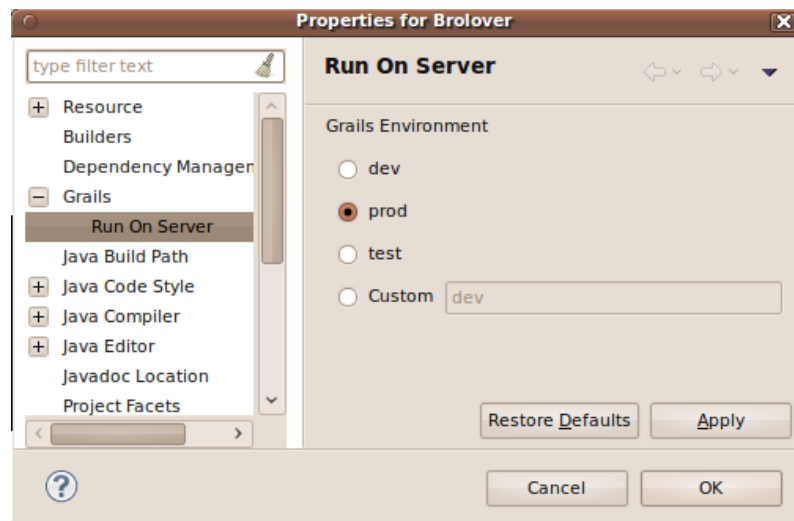 Properties for Brolover
type filter text
Resource
Builders
Dependency Managen
Grails
Run On Server
Java Build Path
Java Code Style
Java Compiler
Java Editor
Javadoc Location
Project Facets
Run On Server
Grails Environment
dev
prod
test
Custom dev
Restore Defaults Apply
Cancel OK